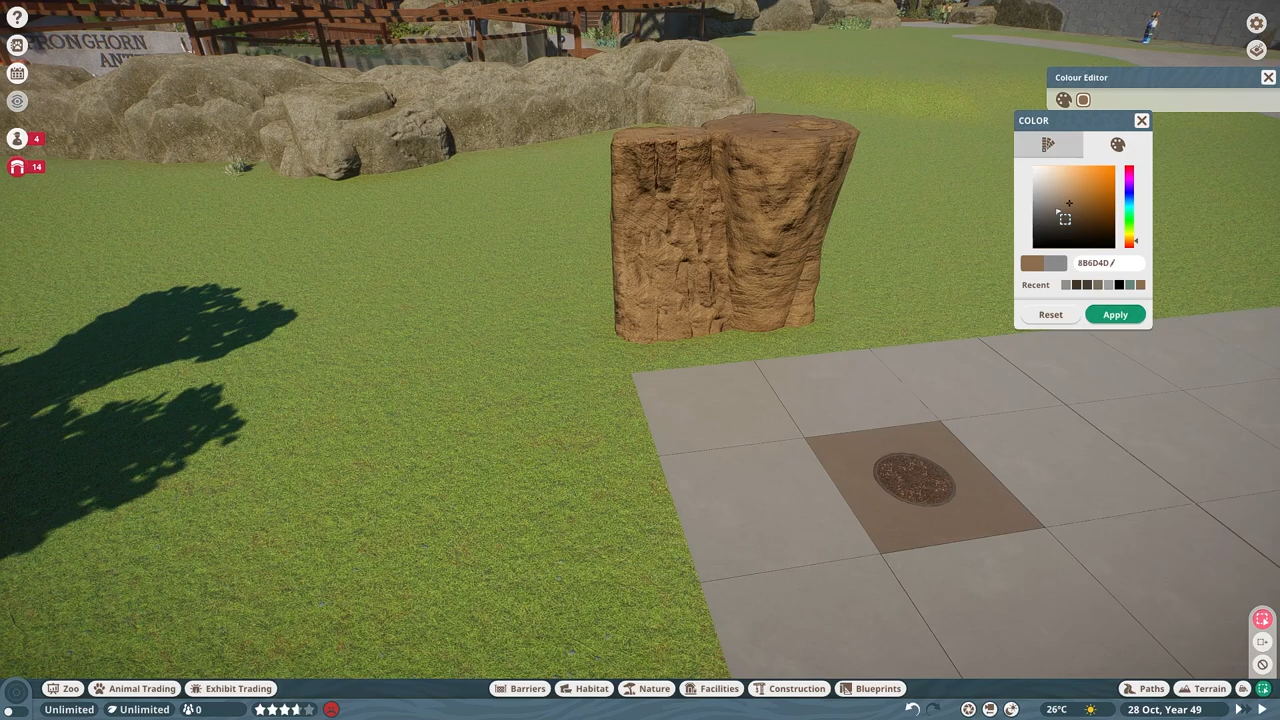 ?
PRONGHORN
ANT
4
14
Colour Editor
COLOR
8B6D4D
Recent
Reset
Apply
Zoo
Animal Trading
Exhibit Trading
Barriers
Habitat
Nature
Facilities
Construction
Blueprints
Paths
Terrain
Unlimited
Unlimited
0
26°C
28 Oct, Year 49